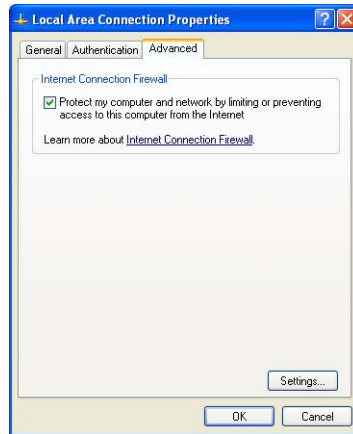 Local Area Connection Properties
General Authentication Advanced
Internet Connection Firewall
Protect my computer and network by limiting or preventing
access to this computer from the Internet
Learn more about Internet Connection Firewall.
Settings...
OK Cancel